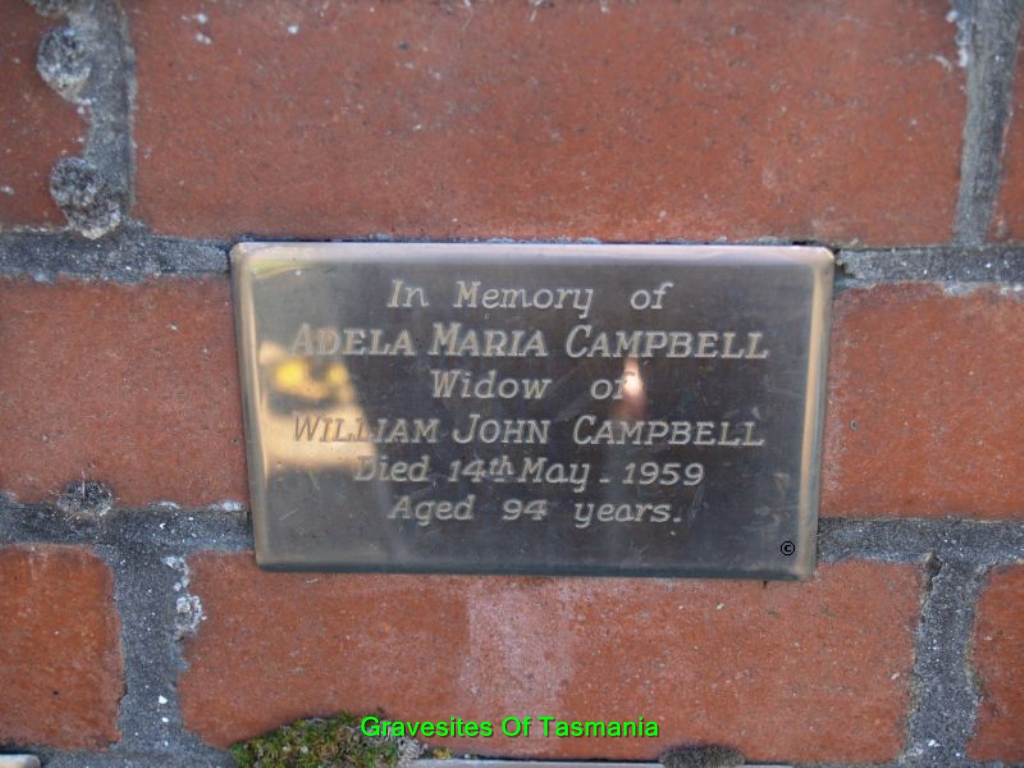 In Memory of
ADELA MARIA CAMPBELL
Widow of
WILLIAM JOHN CAMPBELL
Died 14th May - 1959
Aged 94 years.
©
Gravesites Of Tasmania